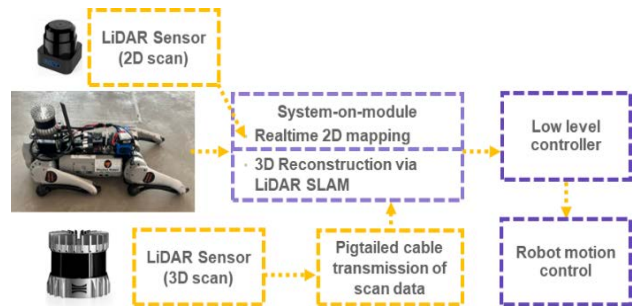 LiDAR Sensor
(2D scan)
System-on-module
Realtime 2D mapping
· 3D Reconstruction via
LiDAR SLAM
Low level
controller
LiDAR Sensor
(3D scan)
Pigtailed cable
transmission of
scan data
Robot motion
control